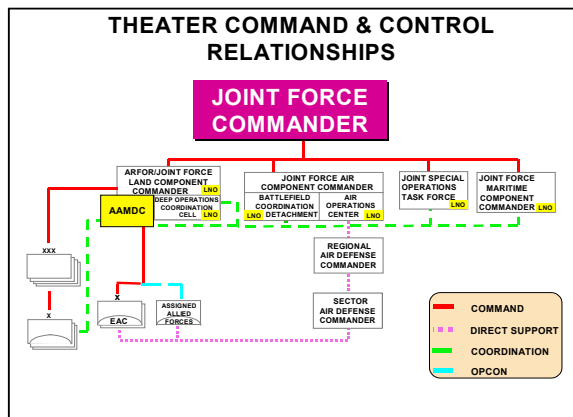 THEATER COMMAND & CONTROL
RELATIONSHIPS
JOINT FORCE
COMMANDER
ARFOR/JOINT FORCE
LAND COMPONENT
COMMANDER
LNO
AAMDC
DEEP OPERATIONS
COORDINATION
CELL
LNO
JOINT FORCE AIR
COMPONENT COMMANDER
BATTLEFIELD
COORDINATION
DETACHMENT
LNO
AIR
OPERATIONS
CENTER
LNO
JOINT SPECIAL
OPERATIONS
TASK FORCE
LNO
JOINT FORCE
MARITIME
COMPONENT
COMMANDER
LNO
REGIONAL
AIR DEFENSE
COMMANDER
SECTOR
AIR DEFENSE
COMMANDER
XXX
X
X
EAC
ASSIGNED
ALLIED
FORCES
COMMAND
DIRECT SUPPORT
COORDINATION
OPCON